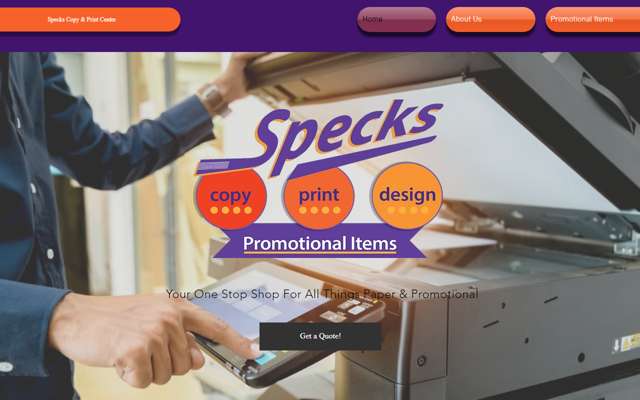 Specks Copy & Print Center
Home
About Us
Promotional Items
Specks
copy
print
design
Promotional Items
Your One Stop Shop For All Things Paper & Promotional
Get a Quote!